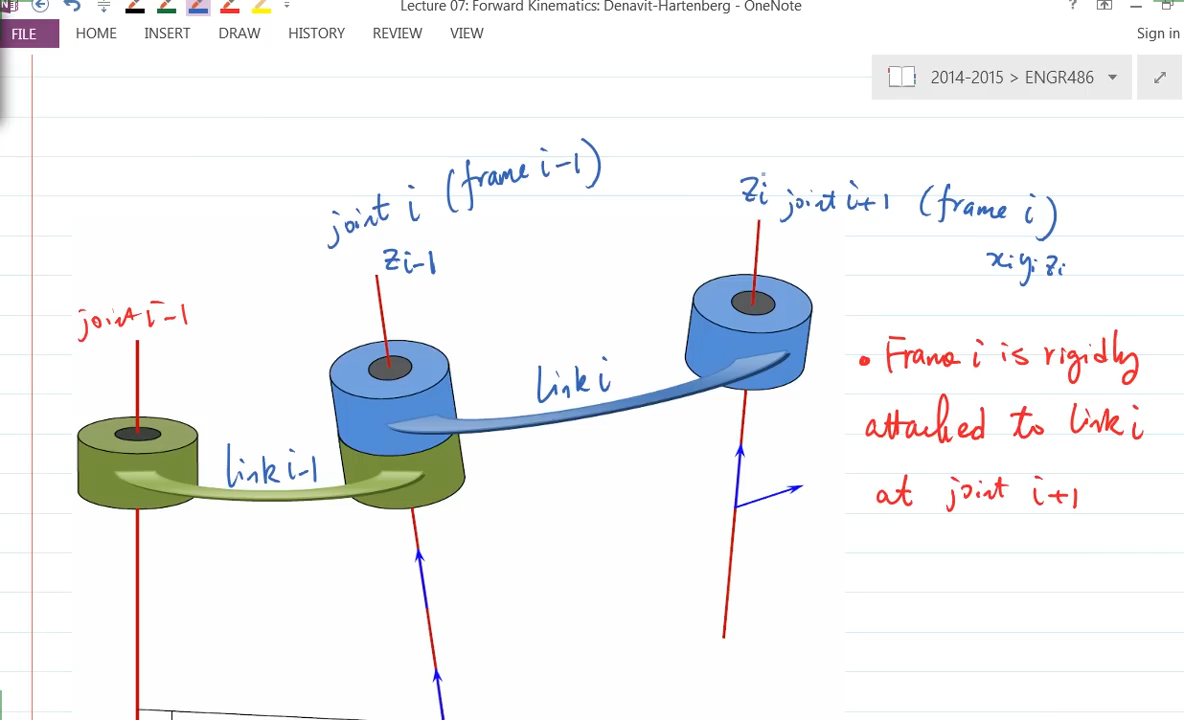 Lecture 07: Forward Kinematics: Denavit-Hartenberg - OneNote
FILE HOME INSERT DRAW HISTORY REVIEW VIEW Sign in
2014-2015 > ENGR486
joint i (frame i-1)
zi-1
zi joint i+1 (frame i)
xi yi zi
joint i-1
link i
link i-1
• Frame i is rigidly
attached to link i
at joint i+1